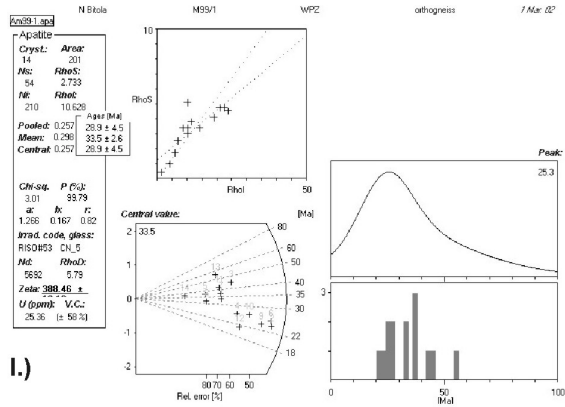 N Bitola M99/1 WPZ orthogneiss 1 Mar. 02
Am99-1.apa
Apatite
Cryst.: Area:
14 201
Ns: RhoS:
54 2.733
Ni: RhoI:
210 10.628
Ages [Ma]
Pooled: 0.257 28.9 ± 4.5
Mean: 0.298 33.5 ± 2.6
Central: 0.257 28.9 ± 4.5
Chi-sq. P (%):
3.01 99.79
a: b: r:
1.266 0.167 0.82
Irrad. code, glass:
RISO#53 CN_5
Nd: RhoD:
5692 5.79
Zeta: 388.46 ±
U (ppm): V.C.:
25.36 (± 58 %)
10
RhoS
RhoI 50
Central value: [Ma]
33.5
2
1
0
-1
-2
80
60
50
40
35
30
22
18
80 70 60 50
Rel. error [%]
Peak:
25.3
3
0 50 100
[Ma]
I.)